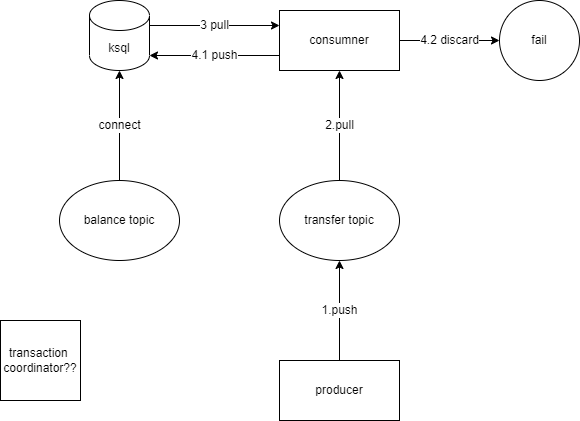 3 pull
ksql
consumner
4.2 discard
fail
4.1 push
connect
2.pull
balance topic
transfer topic
1.push
transaction
coordinator??
producer